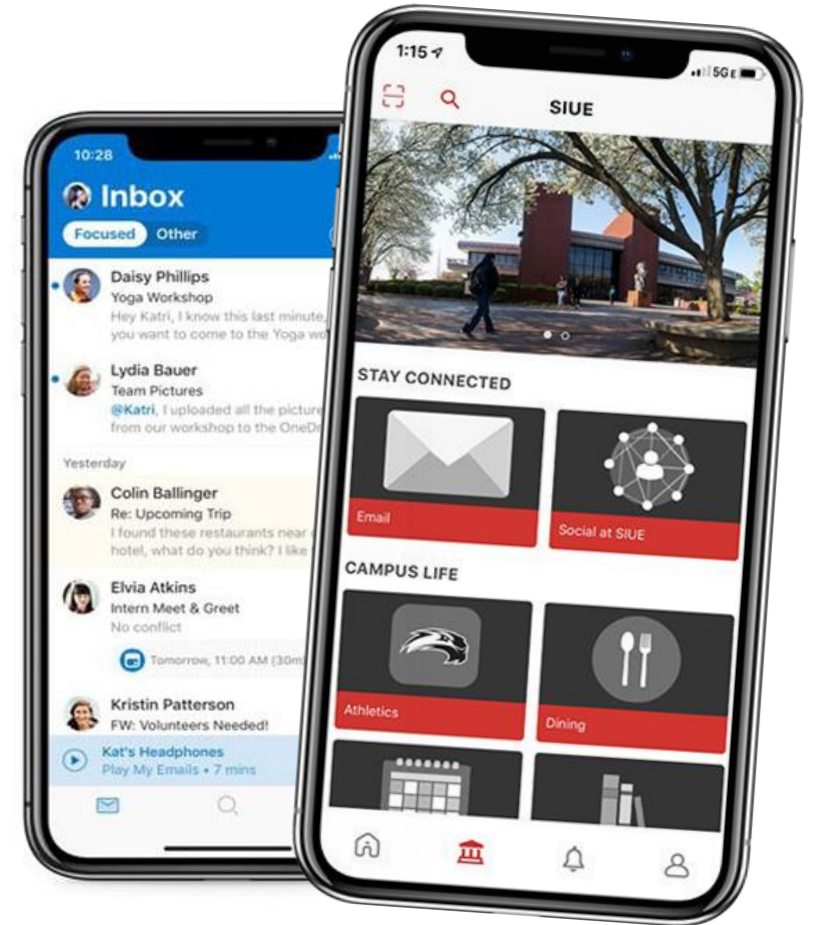 10:28
Inbox
Focused Other
Daisy Phillips
Yoga Workshop
Hey Katri, I know this last minute,
you want to come to the Yoga
Lydia Bauer
Team Pictures
@Katri, I uploaded all the picture
from our workshop to the
Yesterday
Colin Ballinger
Re: Upcoming Trip
I found these restaurants near
hotel, what do you think? I like
Elvia Atkins
Intern Meet & Greet
No conflict
Tomorrow, 11:00 AM (30m
Kristin Patterson
FW: Volunteers Needed!
Kat's Headphones
Play My Emails • 7 mins
1:15
5G E
SIUE
STAY CONNECTED
Email
Social at SIUE
CAMPUS LIFE
Athletics
Dining